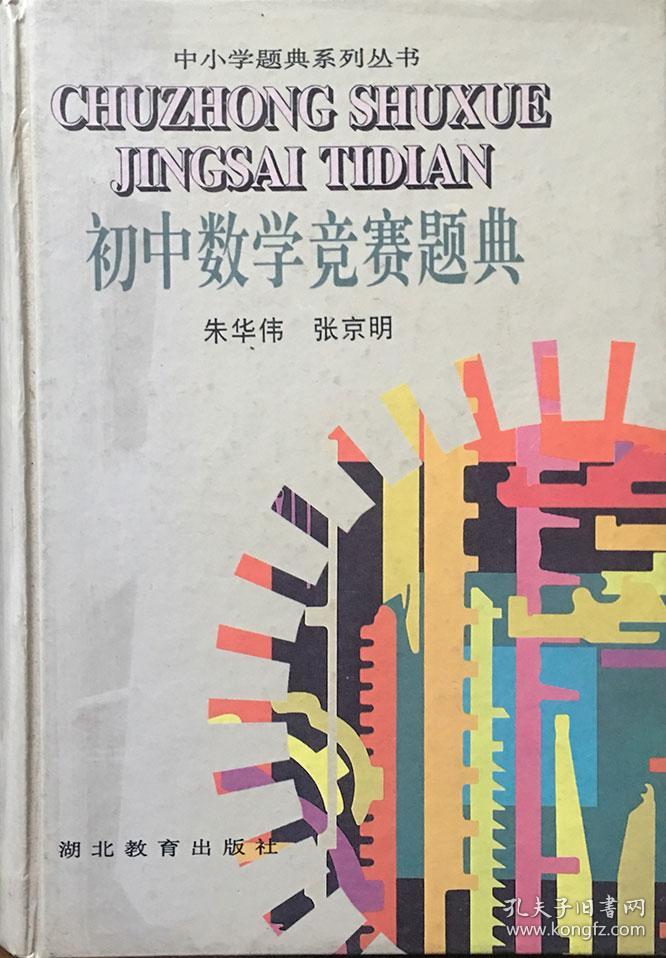 中小学题典系列丛书
CHUZHONG SHUXUE
JINGSAI TIDIAN
初中数学竞赛题典
朱华伟 张京明
湖北教育出版社
孔夫子旧書网
www.kongfz.com